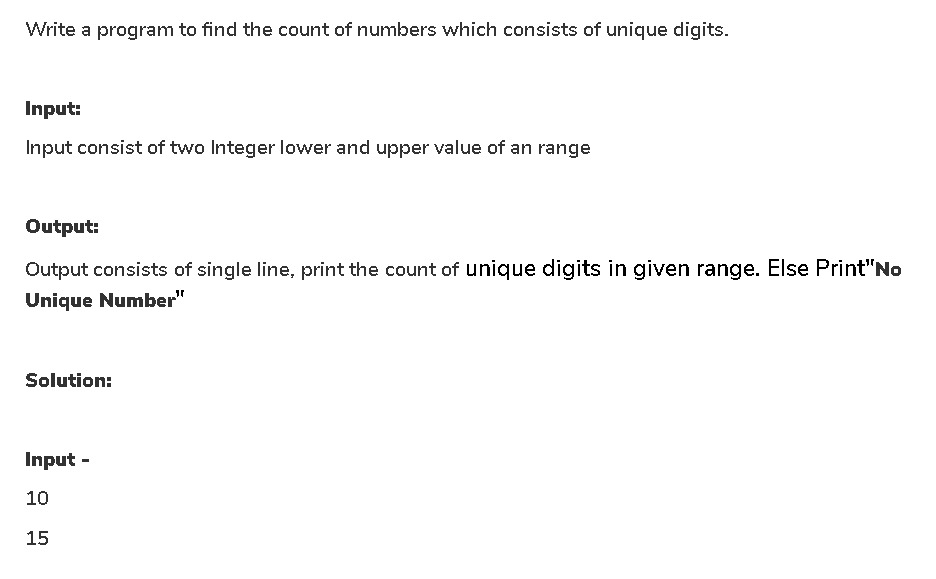 Write a program to find the count of numbers which consists of unique digits.
Input:
Input consist of two Integer lower and upper value of an range
Output:
Output consists of single line, print the count of unique digits in given range. Else Print"No
Unique Number"
Solution:
Input -
10
15